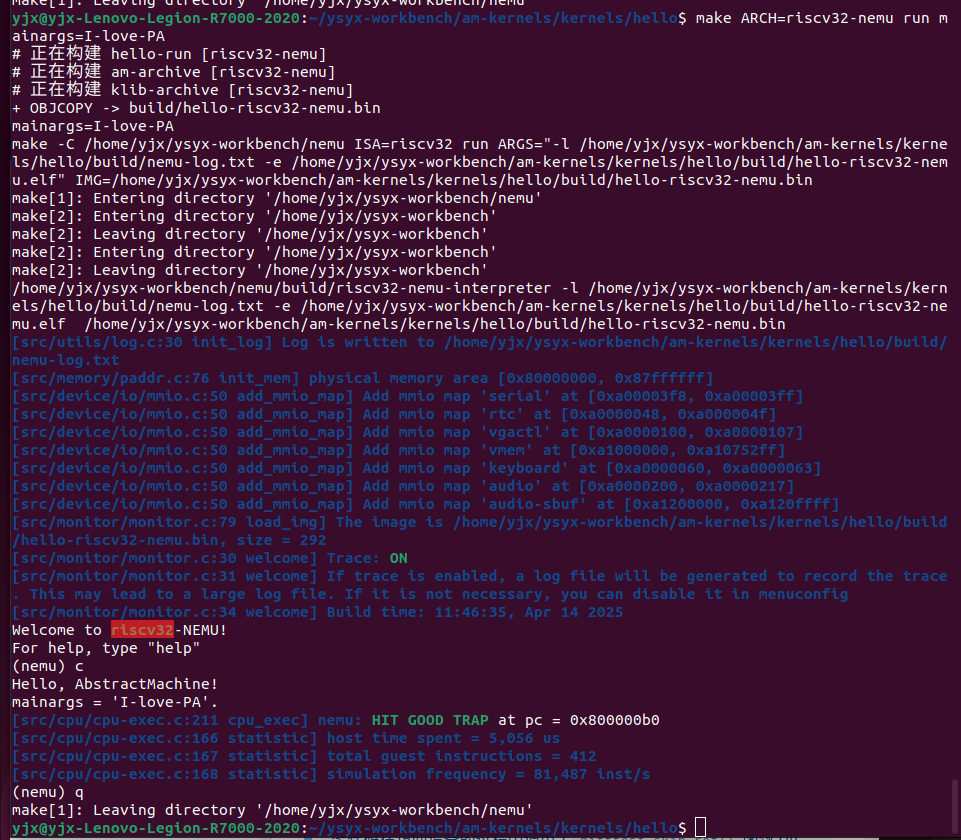 make[1]: Leaving directory '/home/yjx/ysyx-workbench/nemu'
yjx@yjx-Lenovo-Legion-R7000-2020:~/ysyx-workbench/am-kernels/kernels/hello$ make ARCH=riscv32-nemu run m
ainargs=I-love-PA
# 正在构建 hello-run [riscv32-nemu]
# 正在构建 am-archive [riscv32-nemu]
# 正在构建 klib-archive [riscv32-nemu]
+ OBJCOPY -> build/hello-riscv32-nemu.bin
mainargs=I-love-PA
make -C /home/yjx/ysyx-workbench/nemu ISA=riscv32 run ARGS="-l /home/yjx/ysyx-workbench/am-kernels/kerne
ls/hello/build/nemu-log.txt -e /home/yjx/ysyx-workbench/am-kernels/kernels/hello/build/hello-riscv32-nem
u.elf" IMG=/home/yjx/ysyx-workbench/am-kernels/kernels/hello/build/hello-riscv32-nemu.bin
make[1]: Entering directory '/home/yjx/ysyx-workbench/nemu'
make[2]: Entering directory '/home/yjx/ysyx-workbench'
make[2]: Leaving directory '/home/yjx/ysyx-workbench'
make[2]: Entering directory '/home/yjx/ysyx-workbench'
make[2]: Leaving directory '/home/yjx/ysyx-workbench'
/home/yjx/ysyx-workbench/nemu/build/riscv32-nemu-interpreter -l /home/yjx/ysyx-workbench/am-kernels/kern
els/hello/build/nemu-log.txt -e /home/yjx/ysyx-workbench/am-kernels/kernels/hello/build/hello-riscv32-ne
mu.elf  /home/yjx/ysyx-workbench/am-kernels/kernels/hello/build/hello-riscv32-nemu.bin
[src/utils/log.c:30 init_log] Log is written to /home/yjx/ysyx-workbench/am-kernels/kernels/hello/build/
nemu-log.txt
[src/memory/paddr.c:76 init_mem] physical memory area [0x80000000, 0x87ffffff]
[src/device/io/mmio.c:50 add_mmio_map] Add mmio map 'serial' at [0xa00003f8, 0xa00003ff]
[src/device/io/mmio.c:50 add_mmio_map] Add mmio map 'rtc' at [0xa0000048, 0xa000004f]
[src/device/io/mmio.c:50 add_mmio_map] Add mmio map 'vgactl' at [0xa0000100, 0xa0000107]
[src/device/io/mmio.c:50 add_mmio_map] Add mmio map 'vmem' at [0xa1000000, 0xa10752ff]
[src/device/io/mmio.c:50 add_mmio_map] Add mmio map 'keyboard' at [0xa0000060, 0xa0000063]
[src/device/io/mmio.c:50 add_mmio_map] Add mmio map 'audio' at [0xa0000200, 0xa0000217]
[src/device/io/mmio.c:50 add_mmio_map] Add mmio map 'audio-sbuf' at [0xa1200000, 0xa120ffff]
[src/monitor/monitor.c:79 load_img] The image is /home/yjx/ysyx-workbench/am-kernels/kernels/hello/build
/hello-riscv32-nemu.bin, size = 292
[src/monitor/monitor.c:30 welcome] Trace: ON
[src/monitor/monitor.c:31 welcome] If trace is enabled, a log file will be generated to record the trace
. This may lead to a large log file. If it is not necessary, you can disable it in menuconfig
[src/monitor/monitor.c:34 welcome] Build time: 11:46:35, Apr 14 2025
Welcome to riscv32-NEMU!
For help, type "help"
(nemu) c
Hello, AbstractMachine!
mainargs = 'I-love-PA'.
[src/cpu/cpu-exec.c:211 cpu_exec] nemu: HIT GOOD TRAP at pc = 0x800000b0
[src/cpu/cpu-exec.c:166 statistic] host time spent = 5,056 us
[src/cpu/cpu-exec.c:167 statistic] total guest instructions = 412
[src/cpu/cpu-exec.c:168 statistic] simulation frequency = 81,487 inst/s
(nemu) q
make[1]: Leaving directory '/home/yjx/ysyx-workbench/nemu'
yjx@yjx-Lenovo-Legion-R7000-2020:~/ysyx-workbench/am-kernels/kernels/hello$